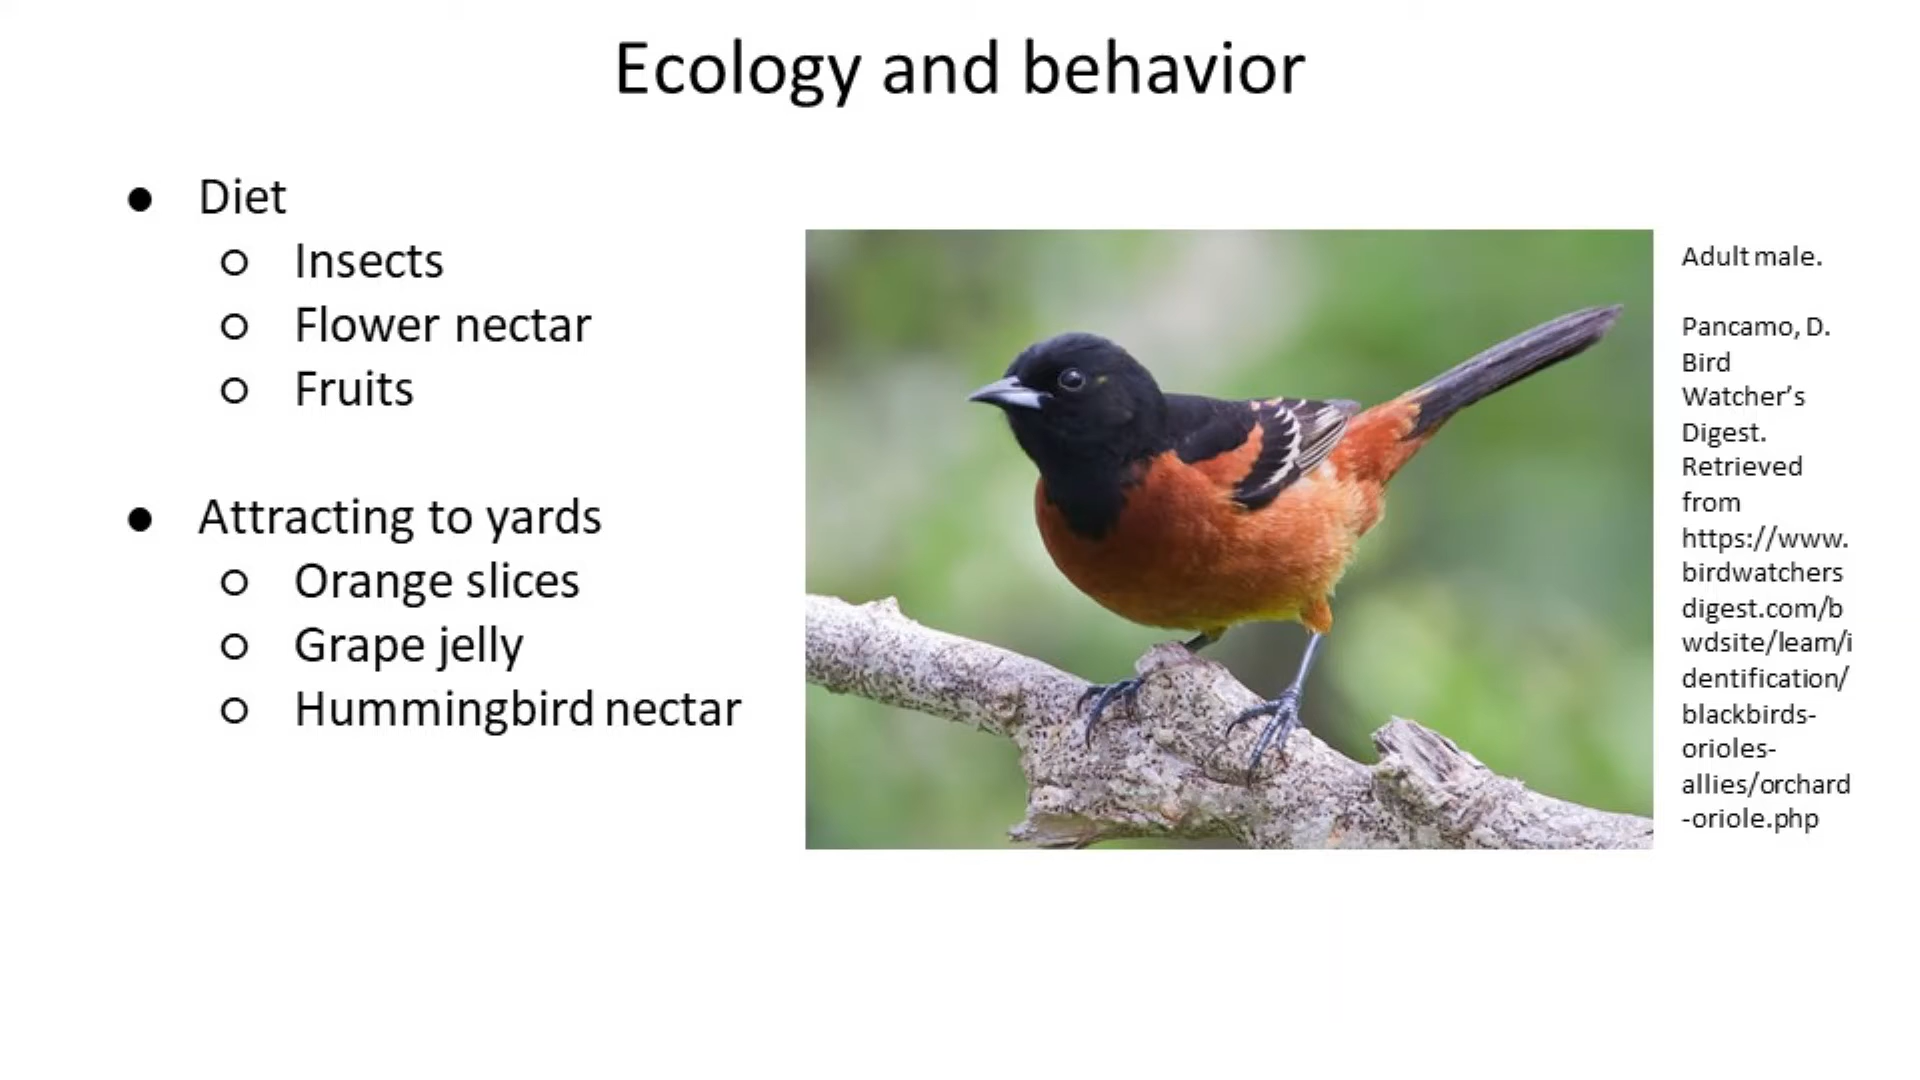 Ecology and behavior
● Diet
○ Insects
○ Flower nectar
○ Fruits
● Attracting to yards
○ Orange slices
○ Grape jelly
○ Hummingbird nectar
Adult male.
Pancamo, D.
Bird
Watcher’s
Digest.
Retrieved
from
https://www.
birdwatchers
digest.com/b
wdsite/learn/i
dentification/
blackbirds-
orioles-
allies/orchard
-oriole.php